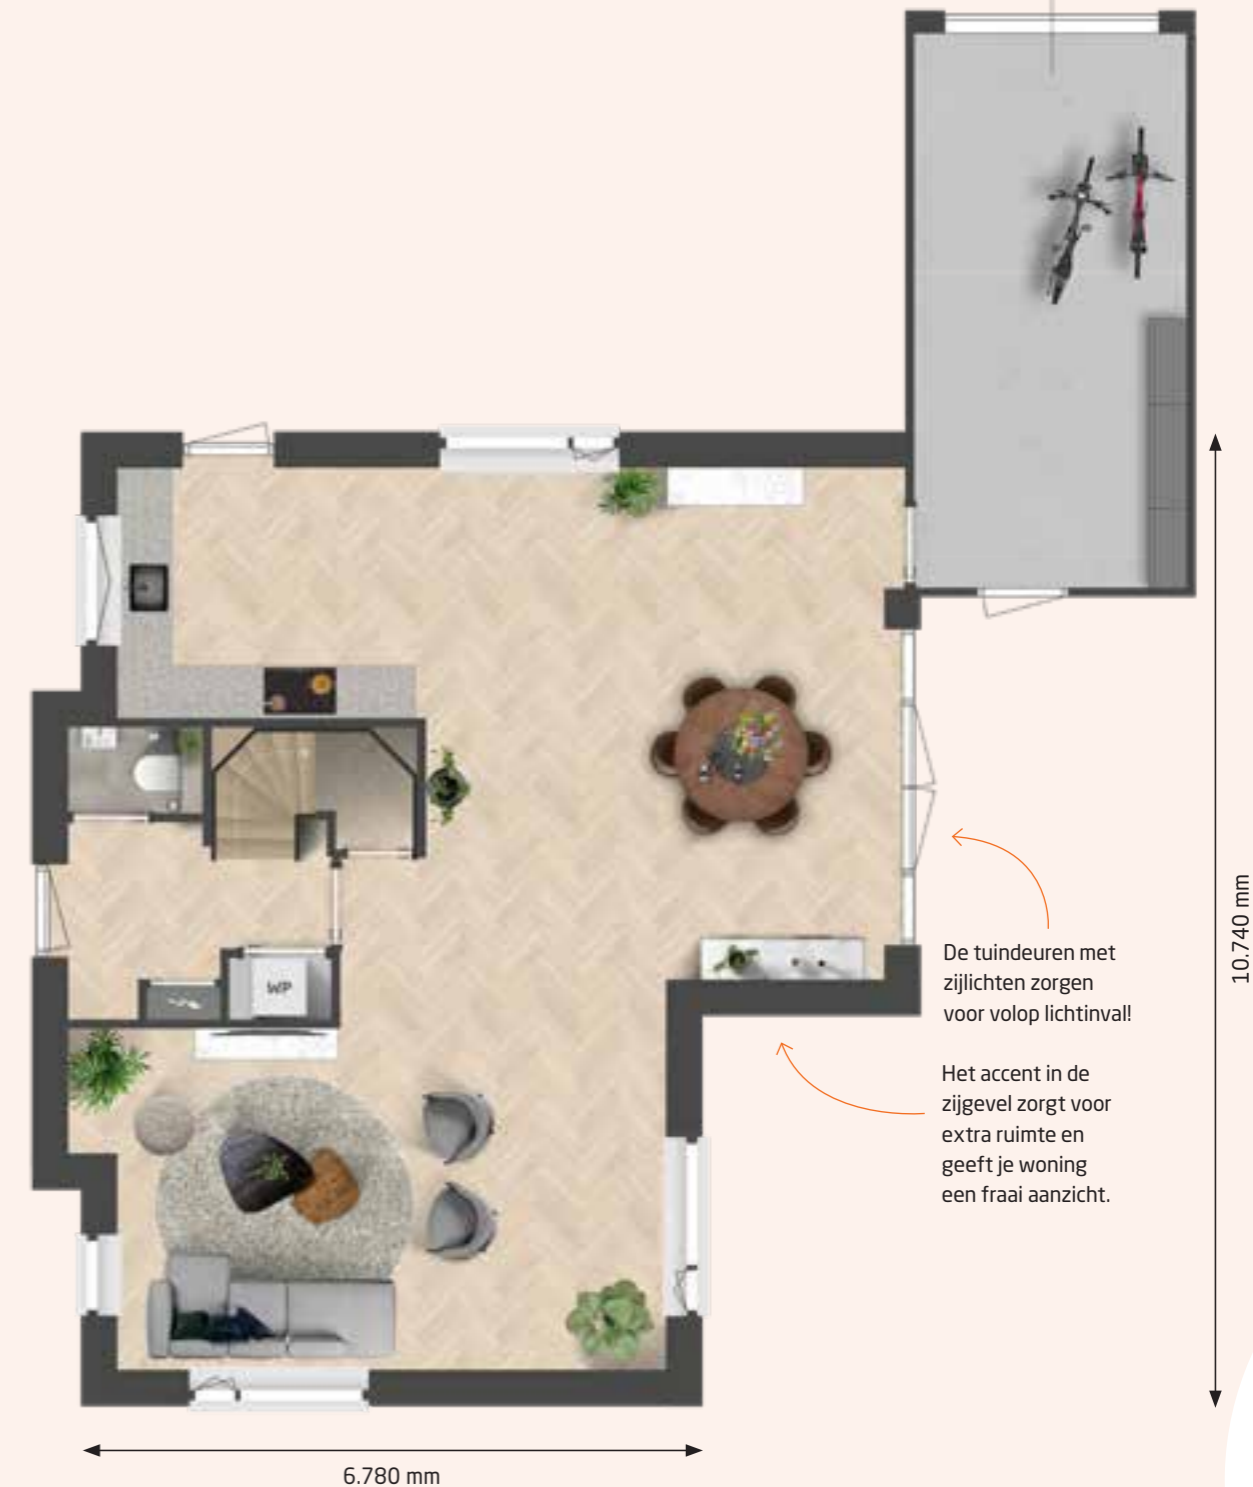 WP
De tuindeuren met
zijlichten zorgen
voor volop lichtinval!
Het accent in de
zijgevel zorgt voor
extra ruimte en
geeft je woning
een fraai aanzicht.
10.740 mm
6.780 mm